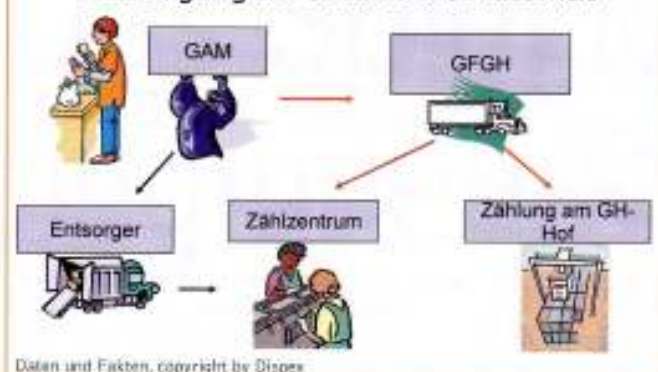 GAM
GFGH
Entsorger
Zählzentrum
Zählung am GH-
Hof
Daten und Fakten, copyright by Dispex